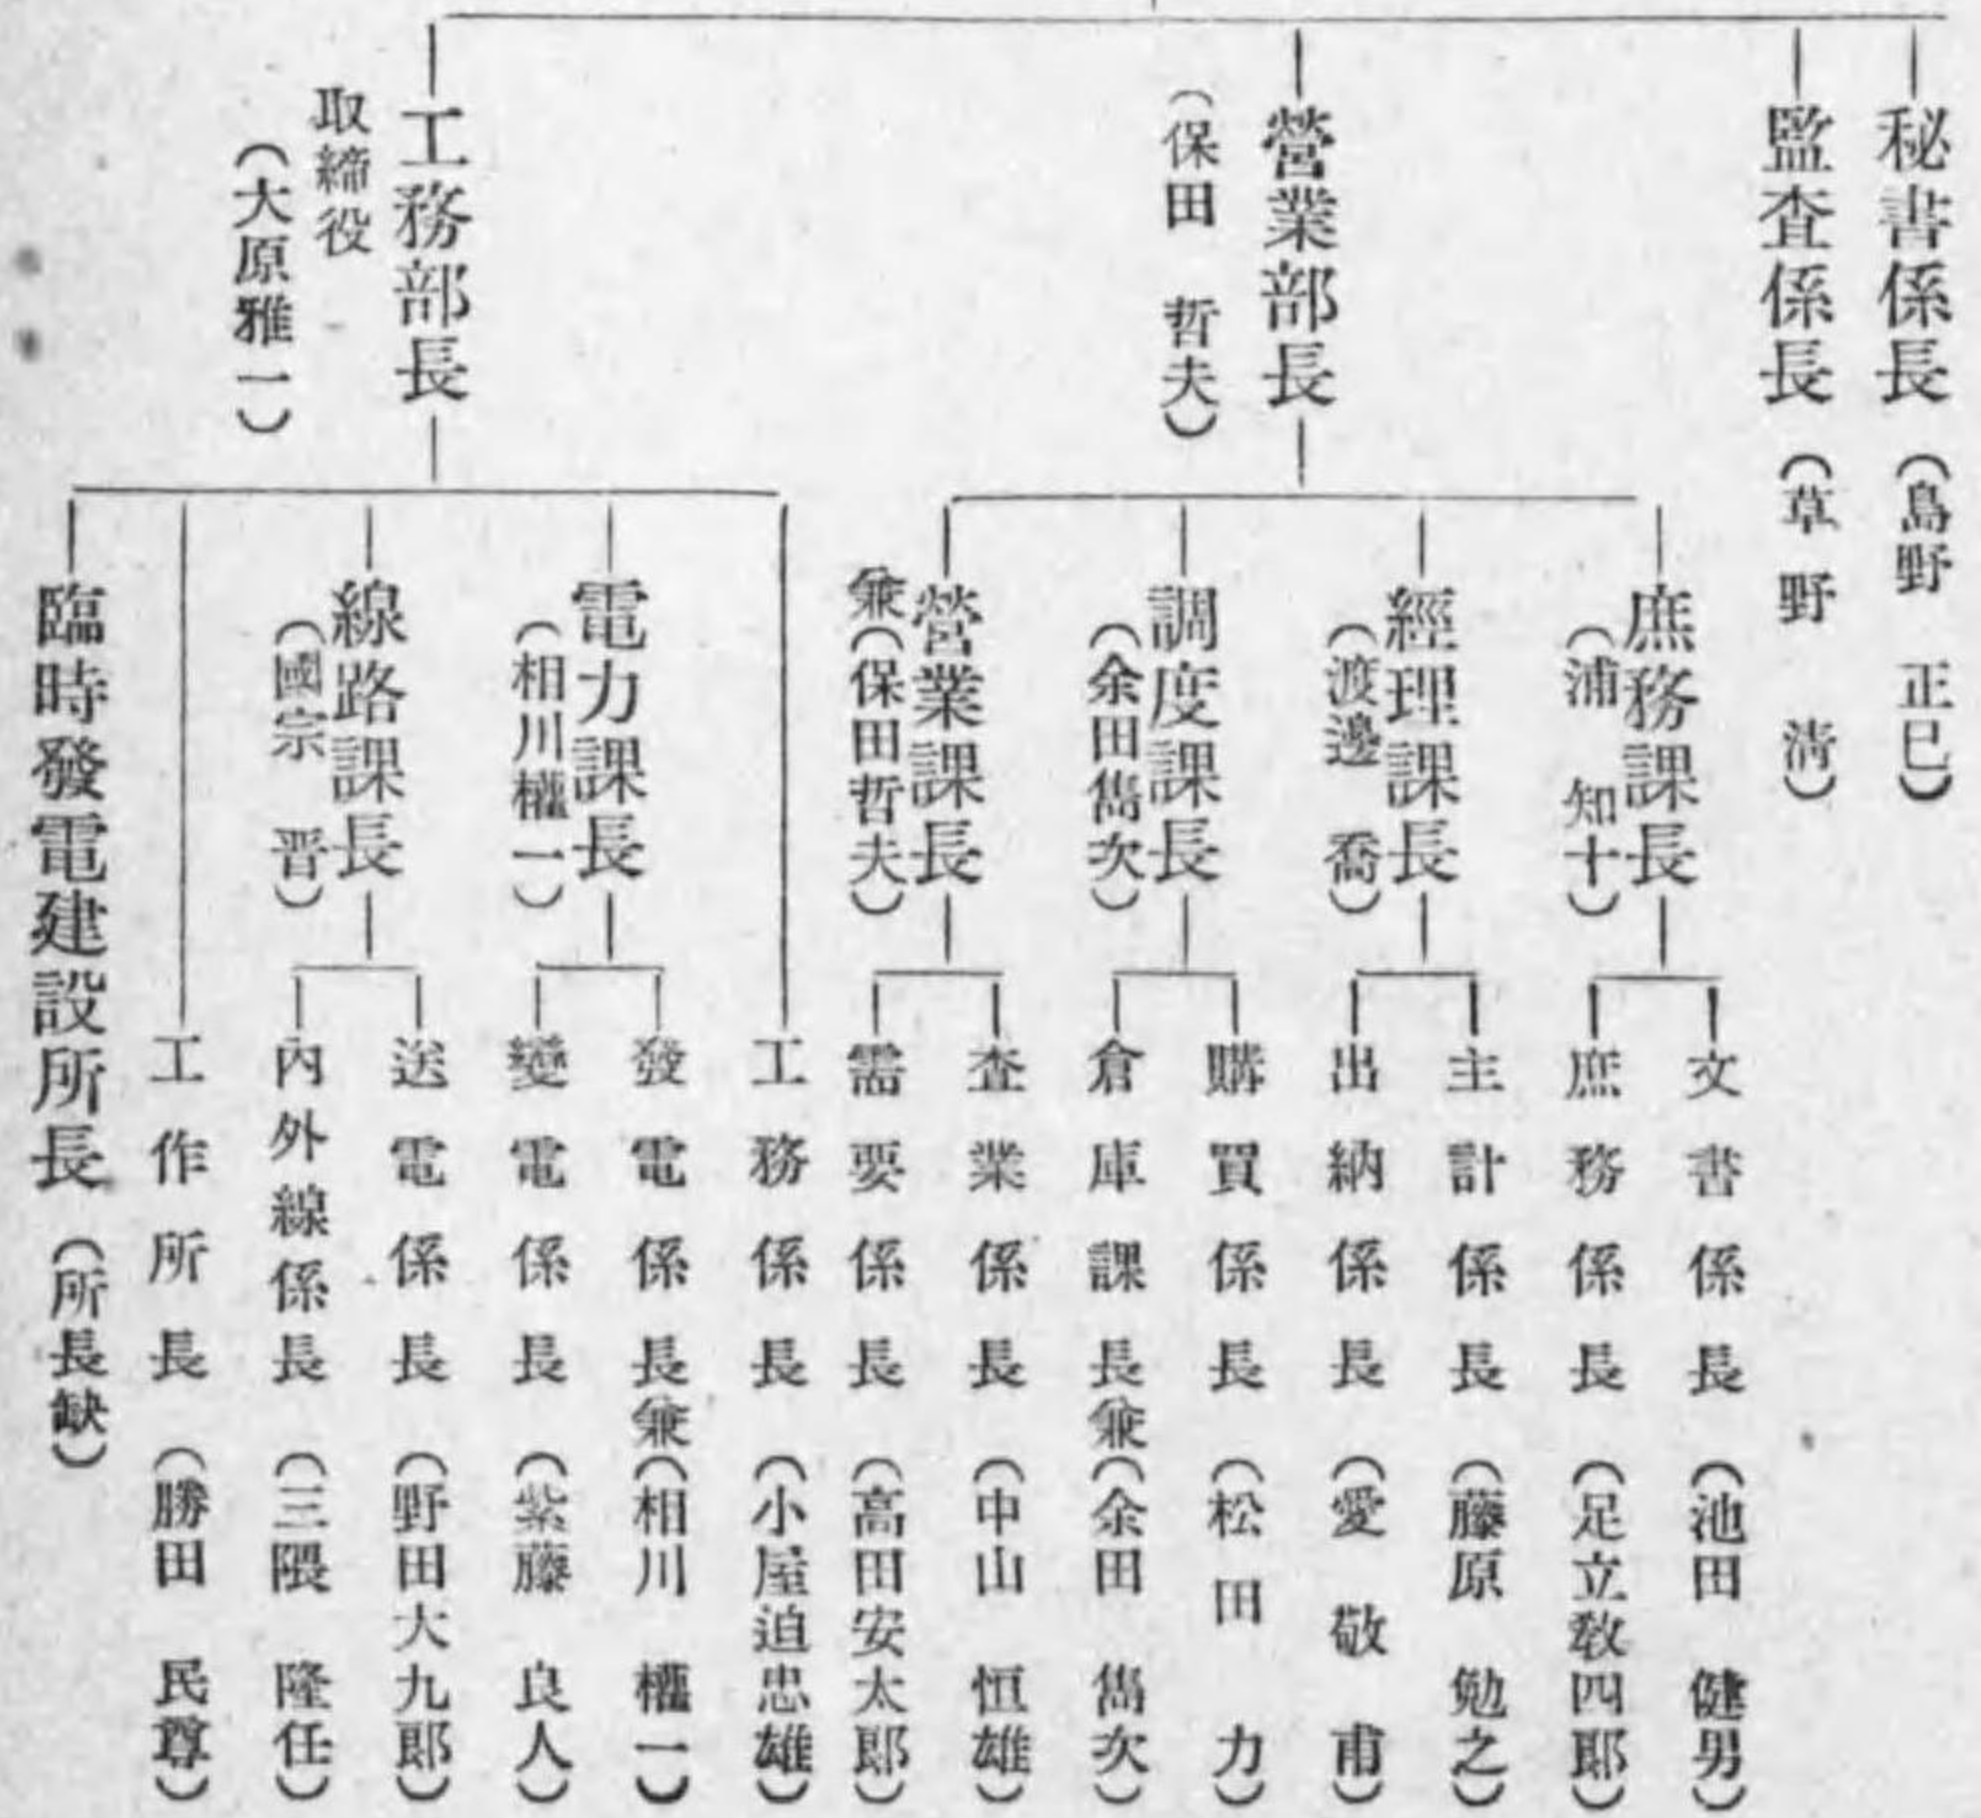 秘書係長(島野正巳)
監査係長(草野淸)
營業部長
(保田哲夫)
庶務課長
(浦知十)
文書係長(池田健男)
庶務係長(足立敎四郞)
經理課長
(渡邊喬)
主計係長(藤原勉之)
出納係長(愛敬甫)
調度課長
(余田雋次)
購買係長(松田力)
倉庫課長兼(余田雋次)
營業課長
兼(保田哲夫)
査業係長(中山恒雄)
需要係長(高田安太郞)
工務部長
取締役
(大原雅一)
工務係長(小屋迫忠雄)
電力課長
(相川權一)
發電係長兼(相川權一)
變電係長(紫藤良人)
線路課長
(國宗晋)
送電係長(野田大九郞)
內外線係長(三隈隆任)
工作所長(勝田民尊)
臨時發電建設所長(所長缺)